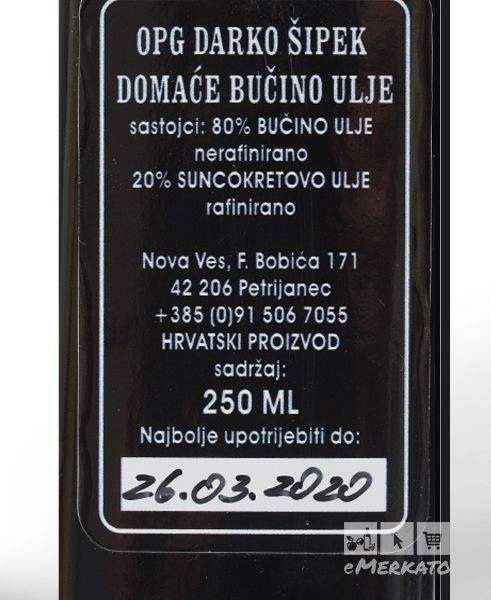 OPG DARKO ŠIPEK
DOMAĆE BUČINO ULJE
sastojci: 80% BUČINO ULJE
nerafinirano
20% SUNCOKRETOVO ULJE
rafinirano
Nova Ves, F. Bobića 171
42 206 Petrijanec
+385 (0)91 506 7055
HRVATSKI PROIZVOD
sadržaj:
250 ML
Najbolje upotrijebiti do:
26.03.2020
eMERKATO